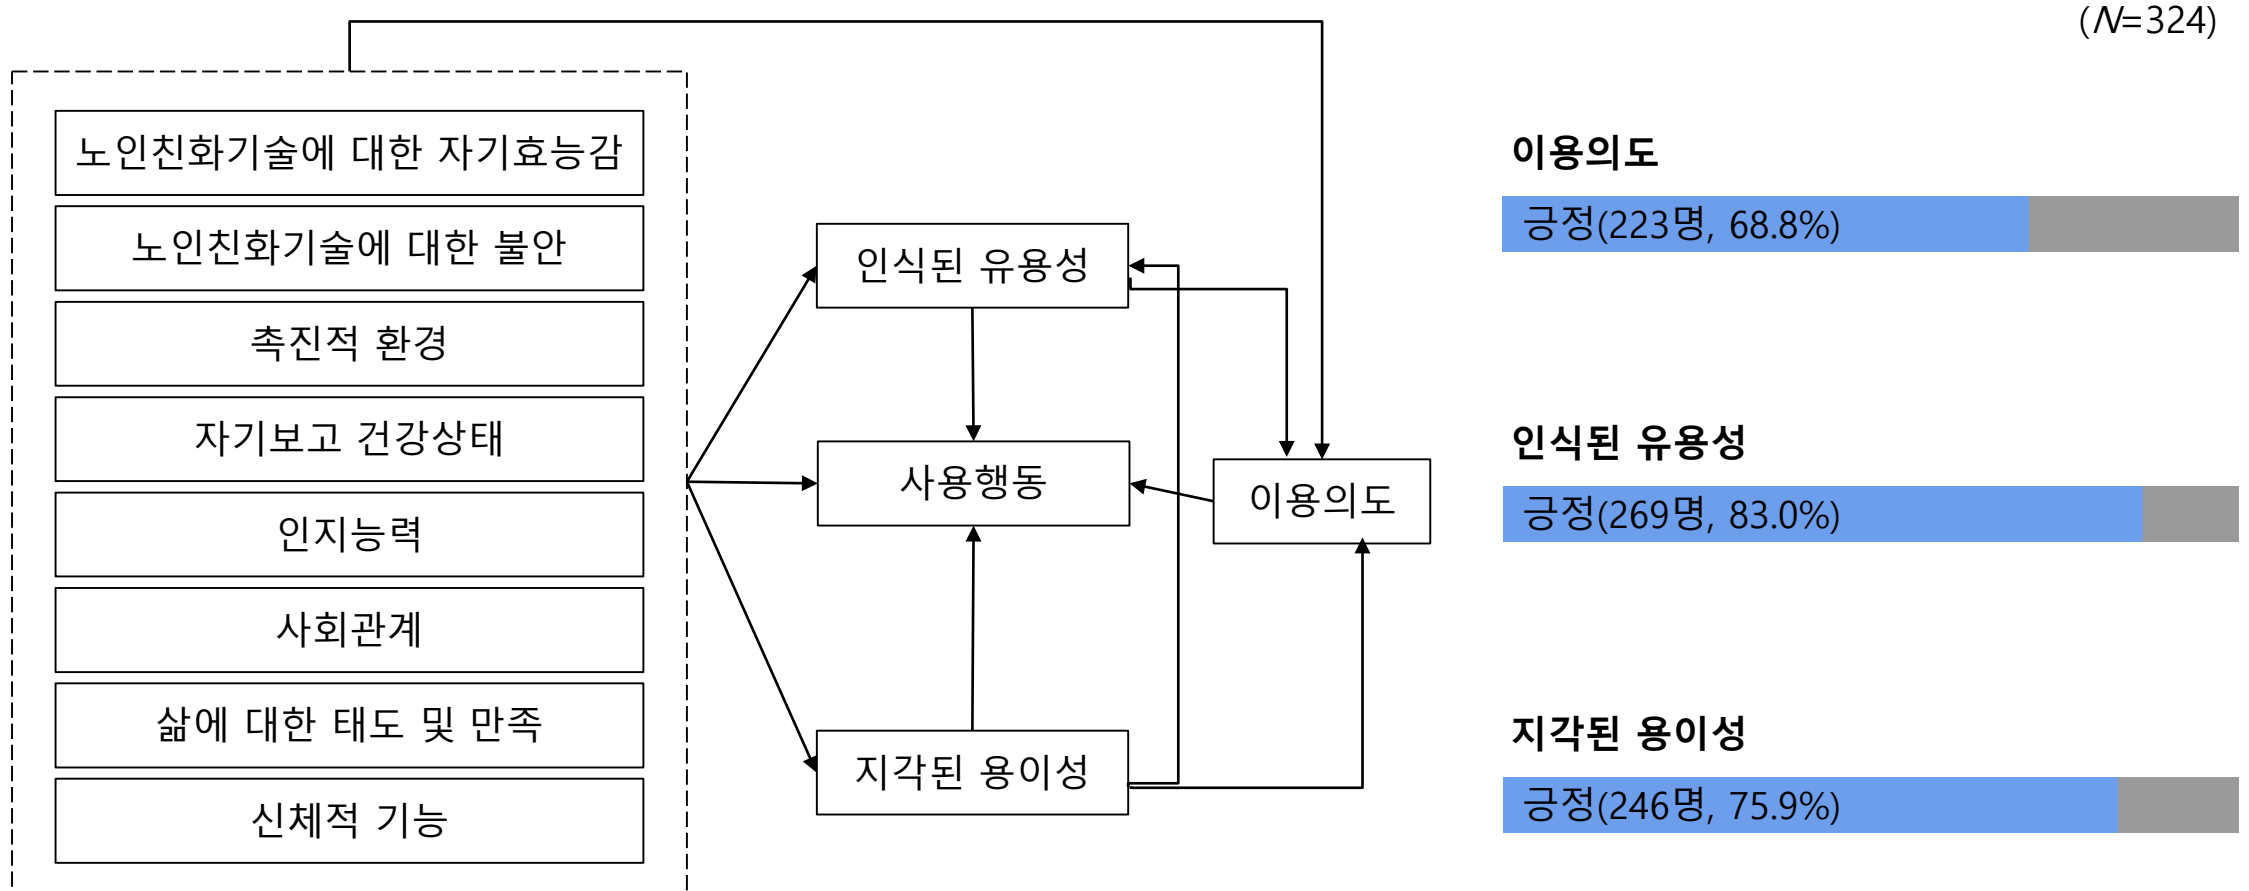 (N=324)
노인친화기술에 대한 자기효능감
노인친화기술에 대한 불안
촉진적 환경
자기보고 건강상태
인지능력
사회관계
삶에 대한 태도 및 만족
신체적 기능
인식된 유용성
사용행동
지각된 용이성
이용의도
이용의도
긍정(223명, 68.8%)
인식된 유용성
긍정(269명, 83.0%)
지각된 용이성
긍정(246명, 75.9%)